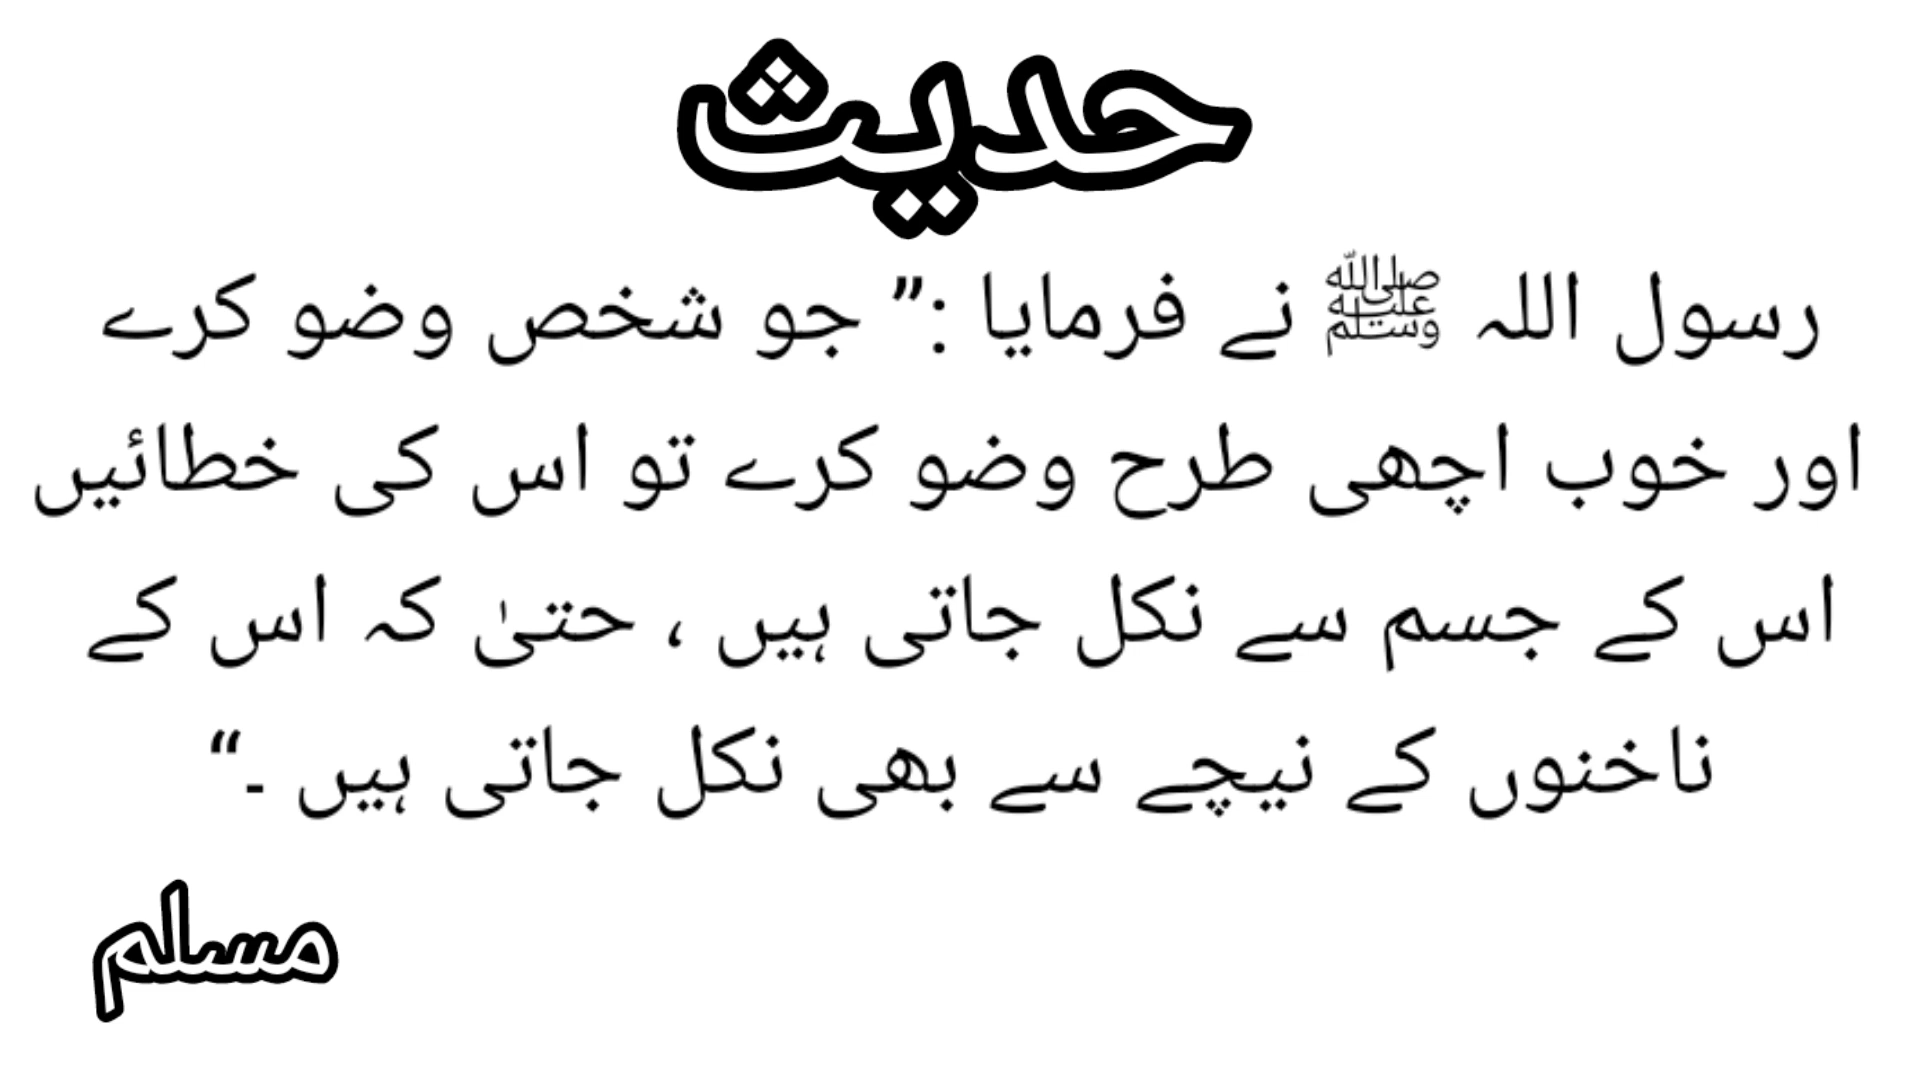 حدیث
رسول اللہ ﷺ نے فرمایا :” جو شخص وضو کرے
اور خوب اچھی طرح وضو کرے تو اس کی خطائیں
اس کے جسم سے نکل جاتی ہیں ، حتیٰ کہ اس کے
ناخنوں کے نیچے سے بھی نکل جاتی ہیں ۔“
مسلم